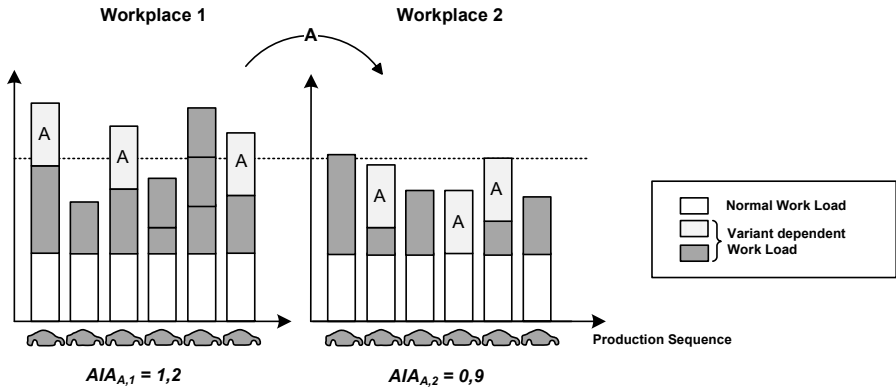 Workplace 1
Workplace 2
A
A
A
A
A
A
A
Normal Work Load
Variant dependent
Work Load
Production Sequence
AIA_A,1 = 1,2
AIA_A,2 = 0,9